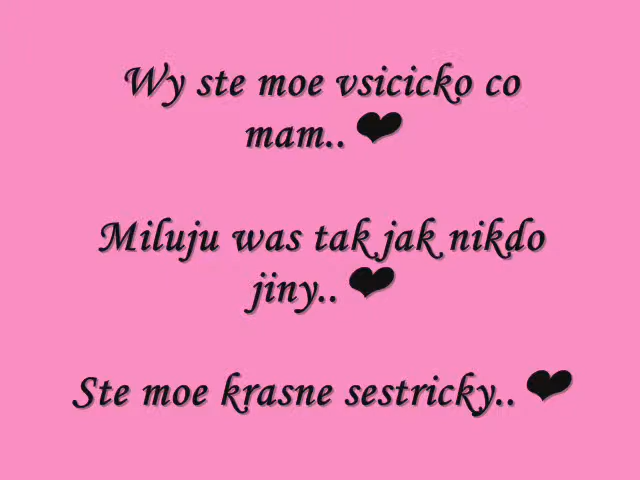 Wy ste moe vsicicko co
mam..❤
Miluju was tak jak nikdo
jiny..❤
Ste moe krasne sestricky..❤